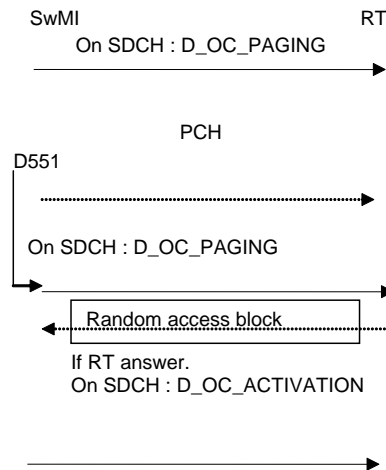 SwMI RT
On SDCH : D_OC_PAGING
PCH
D551
On SDCH : D_OC_PAGING
Random access block
If RT answer.
On SDCH : D_OC_ACTIVATION